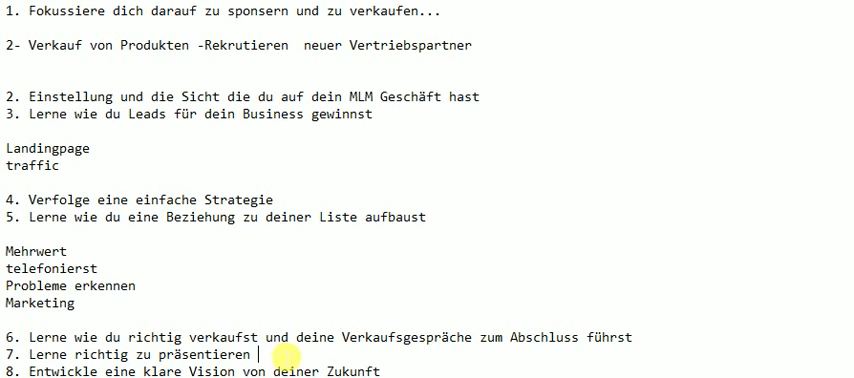 1. Fokussiere dich darauf zu sponsern und zu verkaufen...
2- Verkauf von Produkten -Rekrutieren  neuer Vertriebspartner
2. Einstellung und die Sicht die du auf dein MLM Geschäft hast
3. Lerne wie du Leads für dein Business gewinnst
Landingpage
traffic
4. Verfolge eine einfache Strategie
5. Lerne wie du eine Beziehung zu deiner Liste aufbaust
Mehrwert
telefonierst
Probleme erkennen
Marketing
6. Lerne wie du richtig verkaufst und deine Verkaufsgespräche zum Abschluss führst
7. Lerne richtig zu präsentieren
8. Entwickle eine klare Vision von deiner Zukunft